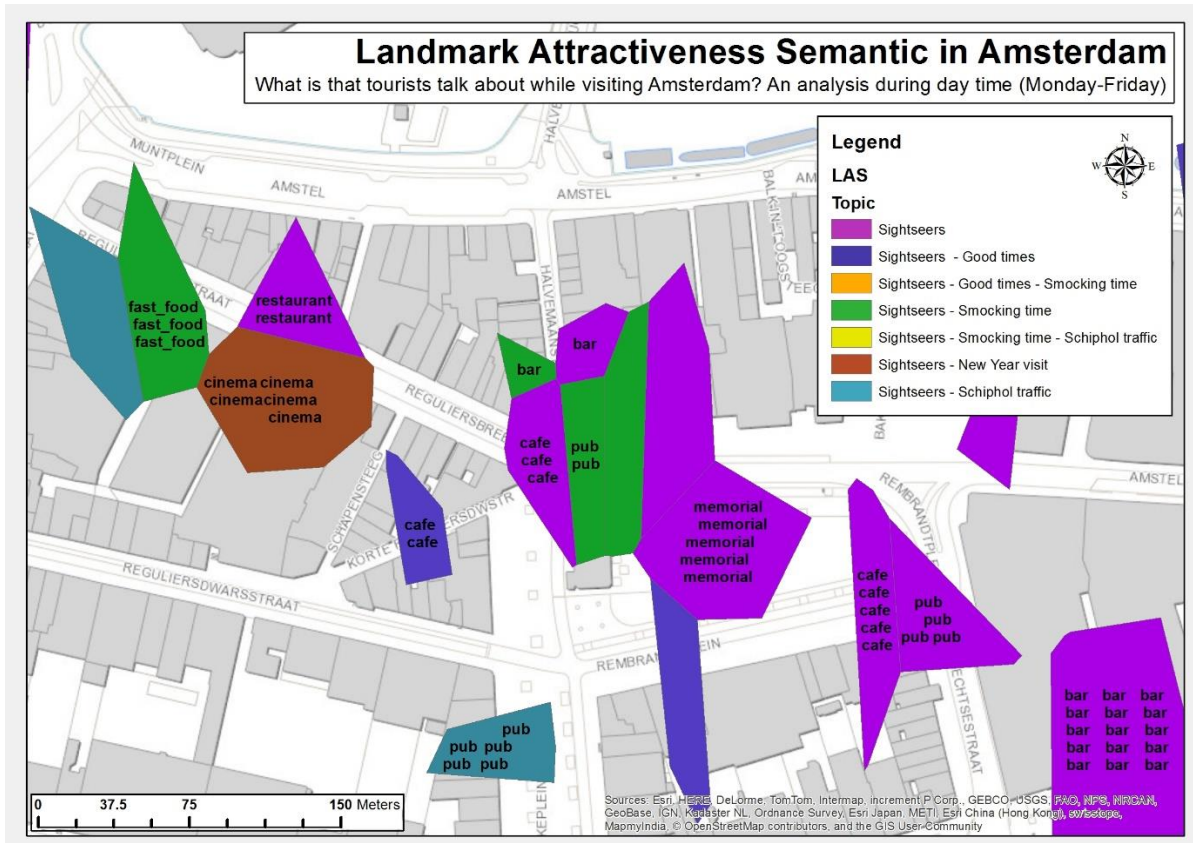 Landmark Attractiveness Semantic in Amsterdam
What is that tourists talk about while visiting Amsterdam? An analysis during day time (Monday-Friday)
Legend
LAS
Topic
Sightseers
Sightseers - Good times
Sightseers - Good times - Smocking time
Sightseers - Smocking time
Sightseers - Smocking time - Schiphol traffic
Sightseers - New Year visit
Sightseers - Schiphol traffic
N
W E
S
MUNTPLEIN
AMSTEL
AMSTEL
HALVEMAANS
REGULIERSBREE
SCHAPENSTEEG
REGULIERSDWARSSTRAAT
AMSTEL
fast_food
fast_food
fast_food
restaurant
restaurant
cinema cinema
cinema cinema
cinema
bar
bar
cafe
cafe
cafe
pub
pub
cafe
cafe
memorial
memorial
memorial
memorial
memorial
cafe
cafe
cafe
cafe
cafe
pub
pub
pub pub
pub
pub pub
pub pub
bar bar bar
bar bar bar
bar bar bar
bar bar bar
bar bar bar
0 37.5 75 150 Meters
Sources: Esri, HERE, DeLorme, TomTom, Intermap, increment P Corp., GEBCO, USGS, FAO, NPS, NRCAN,
GeoBase, IGN, Kadaster NL, Ordnance Survey, Esri Japan, METI, Esri China (Hong Kong), swisstopo,
MapmyIndia, © OpenStreetMap contributors, and the GIS User Community